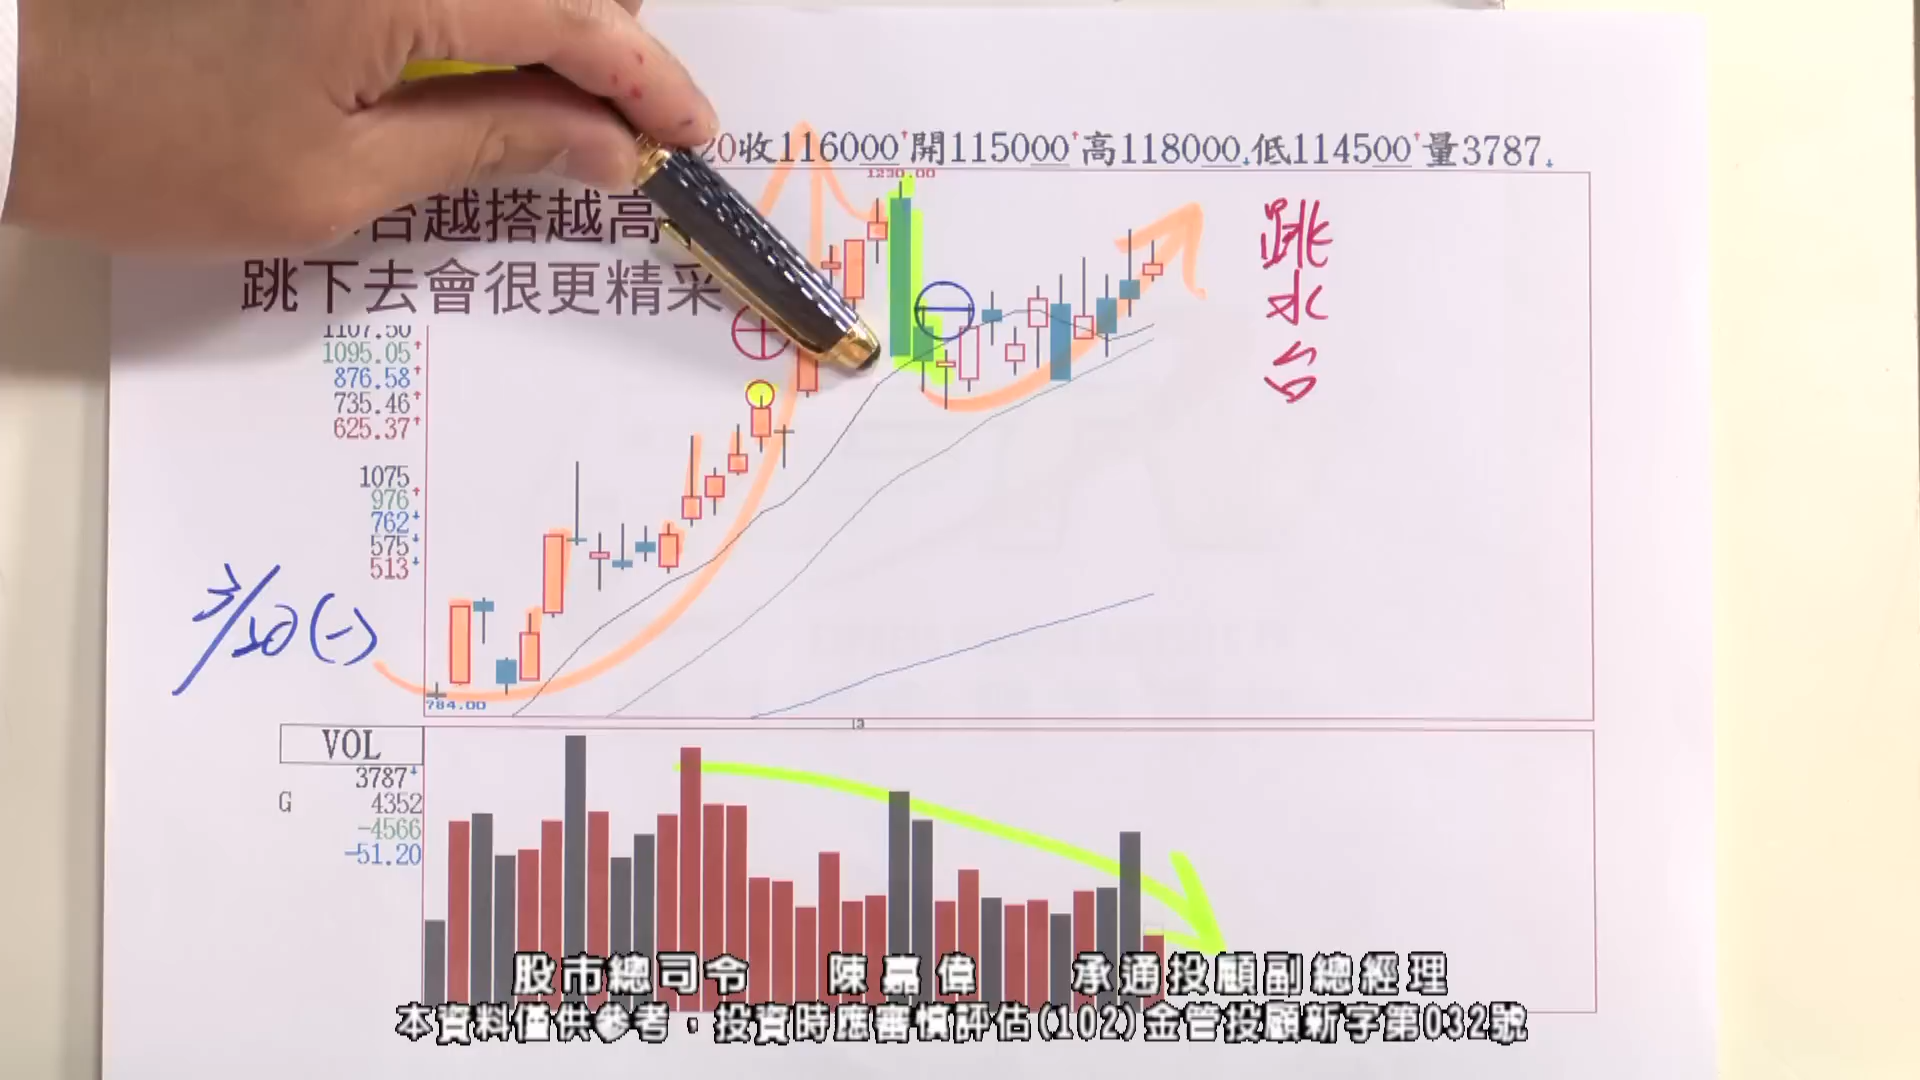 20收116000↑開115000↑高118000↓低114500↑量3787↓
1230.00
台越搭越高，
跳下去會很更精采
跳水台
1107.50
1095.05↑
876.58↑
735.46↑
625.37↑
1075
976↑
762↓
575↓
513↓
3/20(一)
784.00
3
VOL
3787↓
G 4352
-4566
-51.20
股市總司令 陳嘉偉 承通投顧副總經理
本資料僅供參考，投資時應審慎評估(102)金管投顧新字第032號